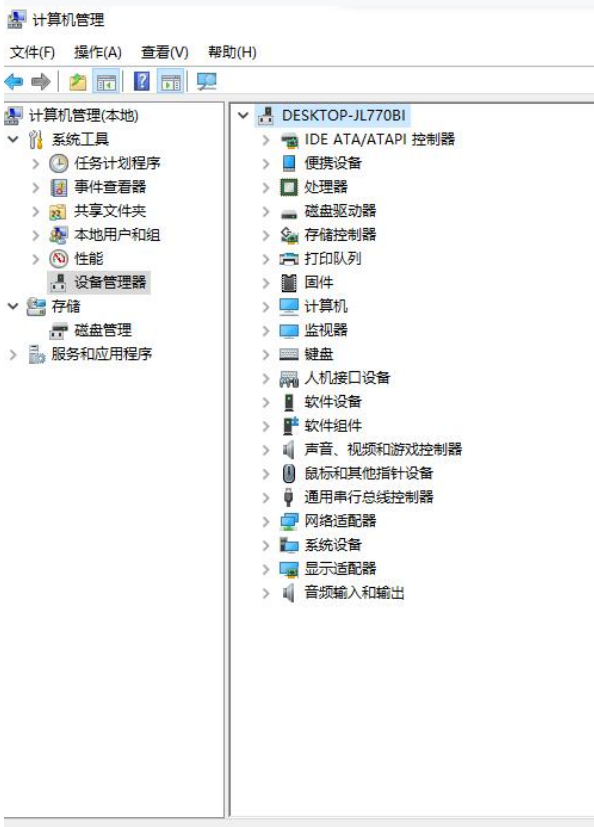 计算机管理
文件(F) 操作(A) 查看(V) 帮助(H)
计算机管理(本地)
系统工具
任务计划程序
事件查看器
共享文件夹
本地用户和组
性能
设备管理器
存储
磁盘管理
服务和应用程序
DESKTOP-JL770BI
IDE ATA/ATAPI 控制器
便携设备
处理器
磁盘驱动器
存储控制器
打印队列
固件
计算机
监视器
键盘
人机接口设备
软件设备
软件组件
声音、视频和游戏控制器
鼠标和其他指针设备
通用串行总线控制器
网络适配器
系统设备
显示适配器
音频输入和输出